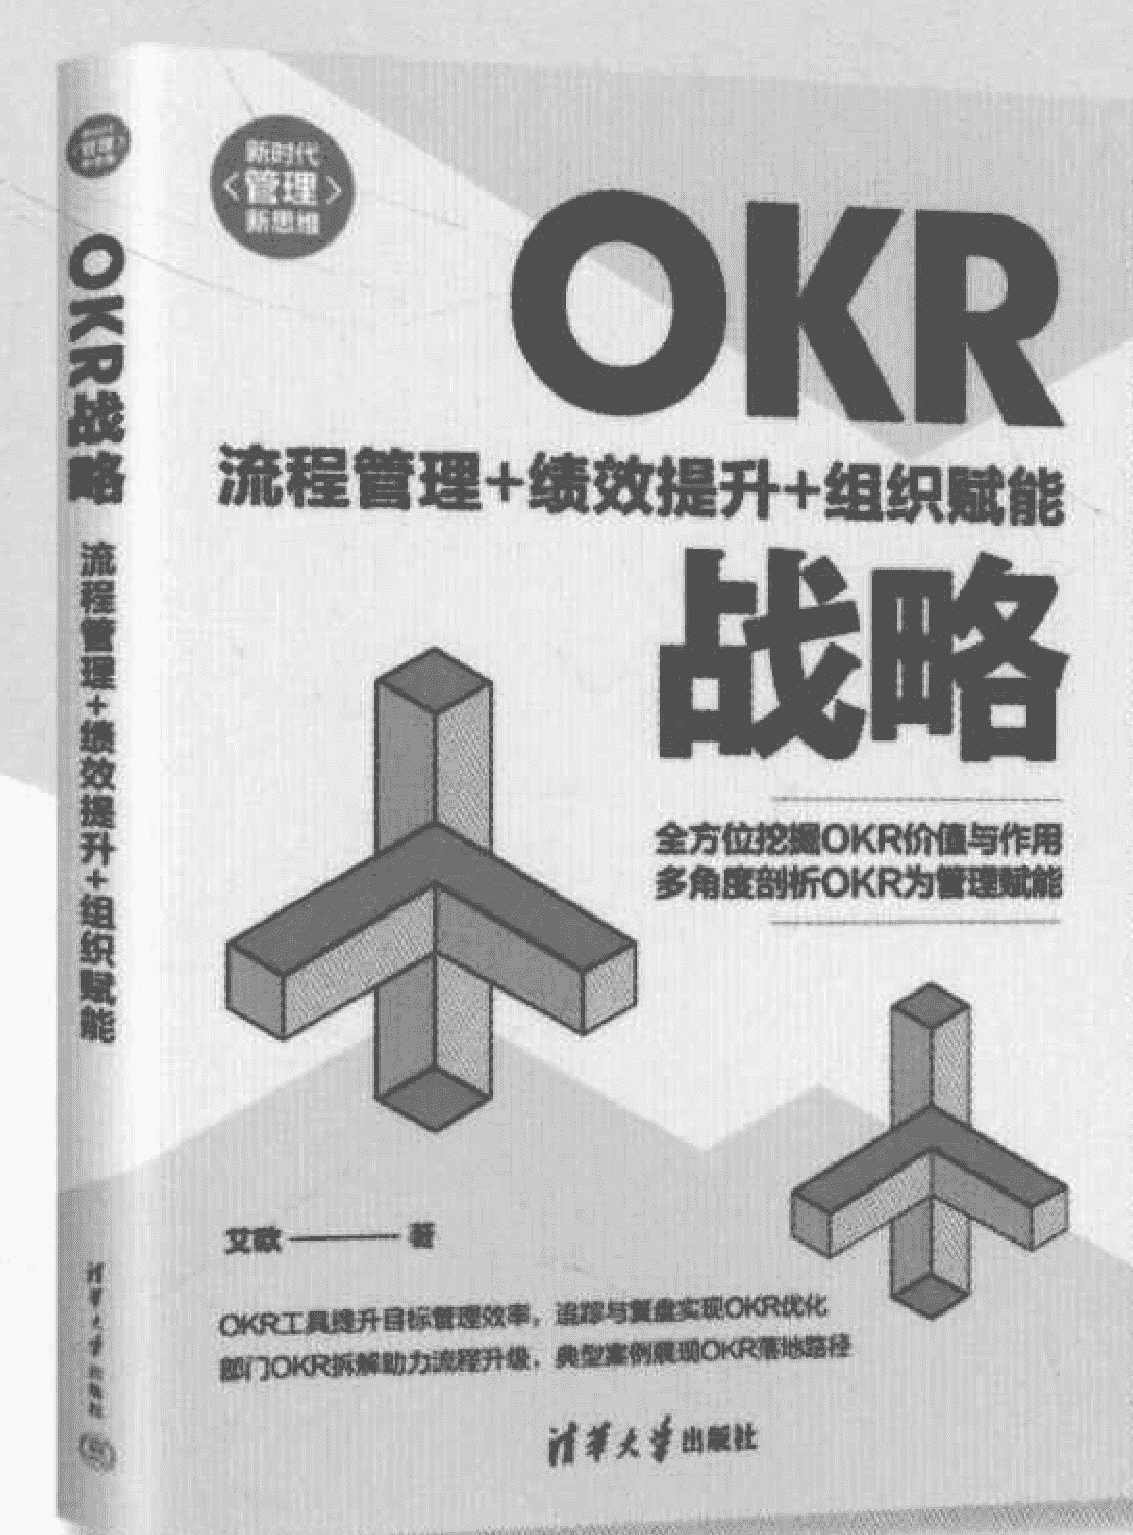 管理
OKR战略
流程管理+绩效提升+组织赋能
清华大学出版社
新时代
<管理>
新思维
OKR
流程管理+绩效提升+组织赋能
战略
全方位挖掘OKR价值与作用
多角度剖析OKR为管理赋能
艾欧——著
OKR工具提升目标管理效率，追踪与复盘实现OKR优化
部门OKR拆解助力流程升级，典型案例展现OKR落地路径
清华大学出版社